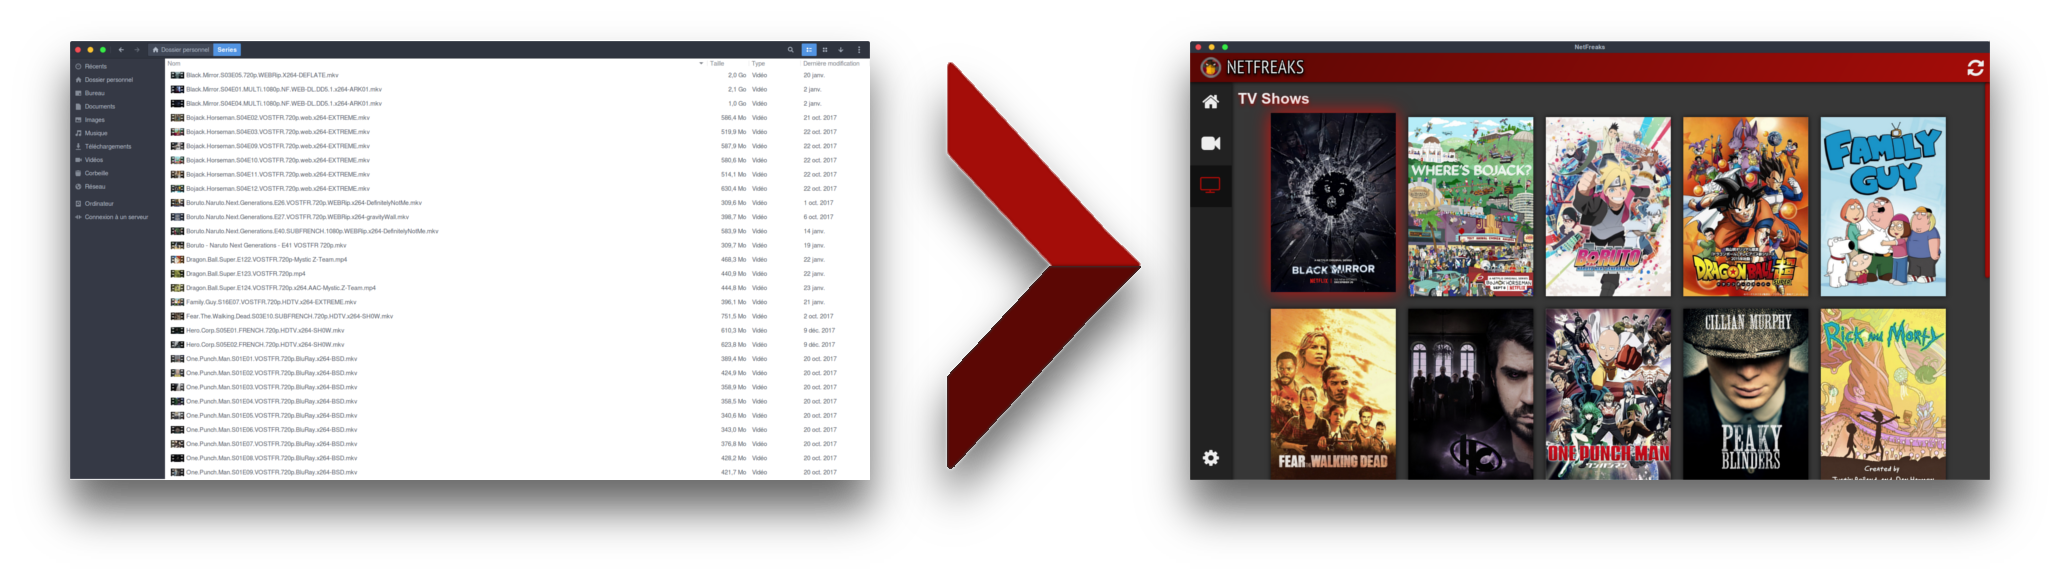 Dossier personnel Series
Récents
Dossier personnel
Bureau
Documents
Images
Musique
Téléchargements
Vidéos
Corbeille
Réseau
Ordinateur
Connexion à un serveur
Nom Taille Type Dernière modification
Black.Mirror.S03E05.720p.WEBRip.X264-DEFLATE.mkv 2,0 Go Vidéo 20 janv.
Black.Mirror.S04E01.MULTi.1080p.NF.WEB-DL.DD5.1.x264-ARK01.mkv 2,1 Go Vidéo 2 janv.
Black.Mirror.S04E04.MULTi.1080p.NF.WEB-DL.DD5.1.x264-ARK01.mkv 1,0 Go Vidéo 2 janv.
Bojack.Horseman.S04E02.VOSTFR.720p.web.x264-EXTREME.mkv 586,4 Mo Vidéo 21 oct. 2017
Bojack.Horseman.S04E03.VOSTFR.720p.web.x264-EXTREME.mkv 519,9 Mo Vidéo 22 oct. 2017
Bojack.Horseman.S04E09.VOSTFR.720p.web.x264-EXTREME.mkv 587,9 Mo Vidéo 22 oct. 2017
Bojack.Horseman.S04E10.VOSTFR.720p.web.x264-EXTREME.mkv 580,6 Mo Vidéo 22 oct. 2017
Bojack.Horseman.S04E11.VOSTFR.720p.web.x264-EXTREME.mkv 514,1 Mo Vidéo 22 oct. 2017
Bojack.Horseman.S04E12.VOSTFR.720p.web.x264-EXTREME.mkv 630,4 Mo Vidéo 22 oct. 2017
Boruto.Naruto.Next.Generations.E26.VOSTFR.720p.WEBRip.x264-DefinitelyNotMe.mkv 309,6 Mo Vidéo 1 oct. 2017
Boruto.Naruto.Next.Generations.E27.VOSTFR.720p.WEBRip.x264-gravityWall.mkv 398,7 Mo Vidéo 6 oct. 2017
Boruto.Naruto.Next.Generations.E40.SUBFRENCH.1080p.WEBRip.x264-DefinitelyNotMe.mkv 583,9 Mo Vidéo 14 janv.
Boruto - Naruto Next Generations - E41 VOSTFR 720p.mkv 309,7 Mo Vidéo 19 janv.
Dragon.Ball.Super.E122.VOSTFR.720p-Mystic Z-Team.mp4 468,3 Mo Vidéo 22 janv.
Dragon.Ball.Super.E123.VOSTFR.720p.mp4 440,9 Mo Vidéo 22 janv.
Dragon.Ball.Super.E124.VOSTFR.720p.x264.AAC-Mystic.Z-Team.mp4 444,8 Mo Vidéo 23 janv.
Family.Guy.S16E07.VOSTFR.720p.HDTV.x264-EXTREME.mkv 396,1 Mo Vidéo 21 janv.
Fear.The.Walking.Dead.S03E10.SUBFRENCH.720p.HDTV.x264-SH0W.mkv 751,5 Mo Vidéo 2 oct. 2017
Hero.Corp.S05E01.FRENCH.720p.HDTV.x264-SH0W.mkv 610,3 Mo Vidéo 9 déc. 2017
Hero.Corp.S05E02.FRENCH.720p.HDTV.x264-SH0W.mkv 623,8 Mo Vidéo 9 déc. 2017
One.Punch.Man.S01E01.VOSTFR.720p.BluRay.x264-BSD.mkv 389,4 Mo Vidéo 20 oct. 2017
One.Punch.Man.S01E02.VOSTFR.720p.BluRay.x264-BSD.mkv 424,9 Mo Vidéo 20 oct. 2017
One.Punch.Man.S01E03.VOSTFR.720p.BluRay.x264-BSD.mkv 358,9 Mo Vidéo 20 oct. 2017
One.Punch.Man.S01E04.VOSTFR.720p.BluRay.x264-BSD.mkv 358,5 Mo Vidéo 20 oct. 2017
One.Punch.Man.S01E05.VOSTFR.720p.BluRay.x264-BSD.mkv 340,6 Mo Vidéo 20 oct. 2017
One.Punch.Man.S01E06.VOSTFR.720p.BluRay.x264-BSD.mkv 343,0 Mo Vidéo 20 oct. 2017
One.Punch.Man.S01E07.VOSTFR.720p.BluRay.x264-BSD.mkv 376,8 Mo Vidéo 20 oct. 2017
One.Punch.Man.S01E08.VOSTFR.720p.BluRay.x264-BSD.mkv 428,2 Mo Vidéo 20 oct. 2017
One.Punch.Man.S01E09.VOSTFR.720p.BluRay.x264-BSD.mkv 421,7 Mo Vidéo 20 oct. 2017
NetFreaks
NETFREAKS
TV Shows
BLACK MIRROR
NETFLIX
WHERE'S BOJACK?
BOJACK HORSEMAN
NETFLIX
BORUTO
DRAGONBALL超
FAMILY
GUY
FEAR THE WALKING DEAD
HC
ONE PUNCH MAN
ワンパンマン
CILLIAN MURPHY
PEAKY
BLINDERS
RICK AND MORTY
Created by